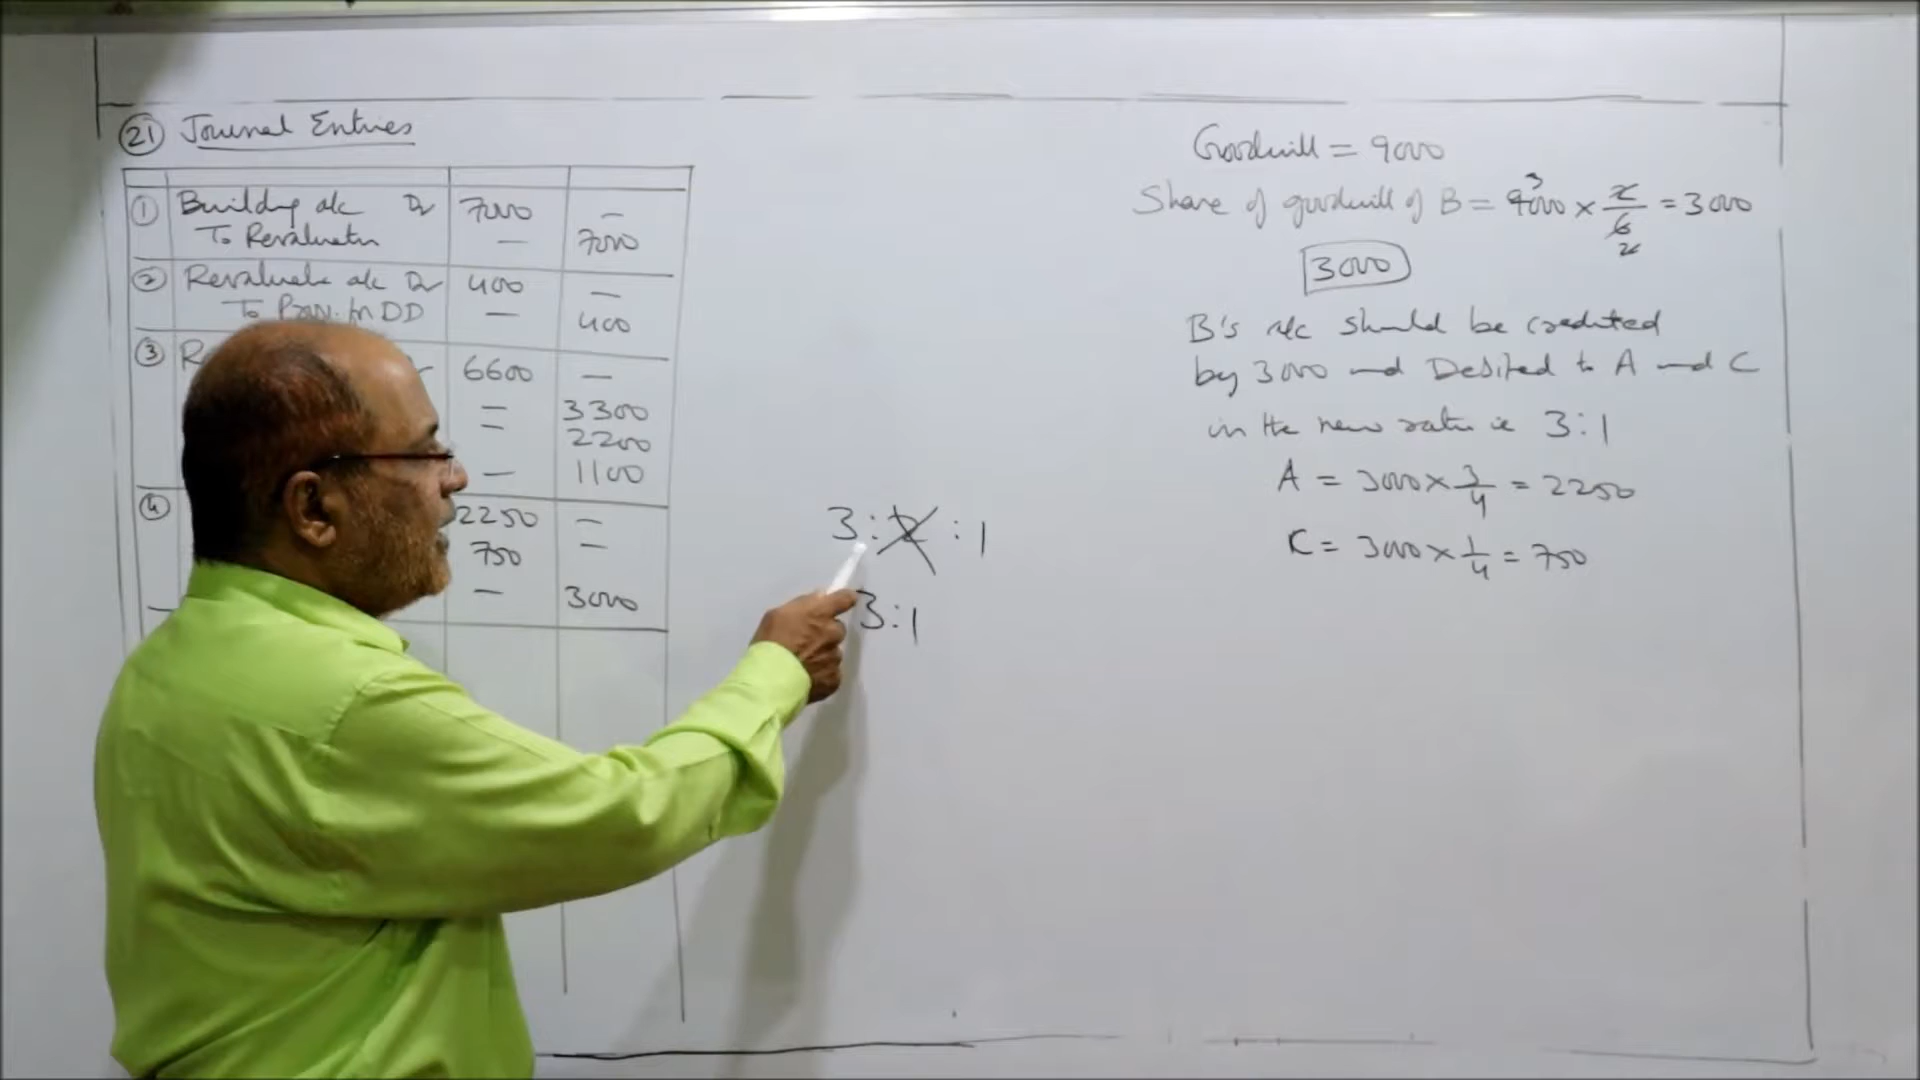 21 Journal Entries
① Building a/c Dr 7000 —
To Revaluatn — 7000
② Revaluatn a/c Dr 400 —
To Prov. for DD — 400
③ R 6600 —
= 3300
2200
— 1100
④ 2250 =
750 —
— 3000
3:2:1
3:1
Goodwill = 9000
Share of goodwill of B = 9000 × 2/6 = 3000
3000
B's a/c should be credited
by 3000 and Debited to A and C
in the new ratio ie 3:1
A = 3000 × 3/4 = 2250
C = 3000 × 1/4 = 750